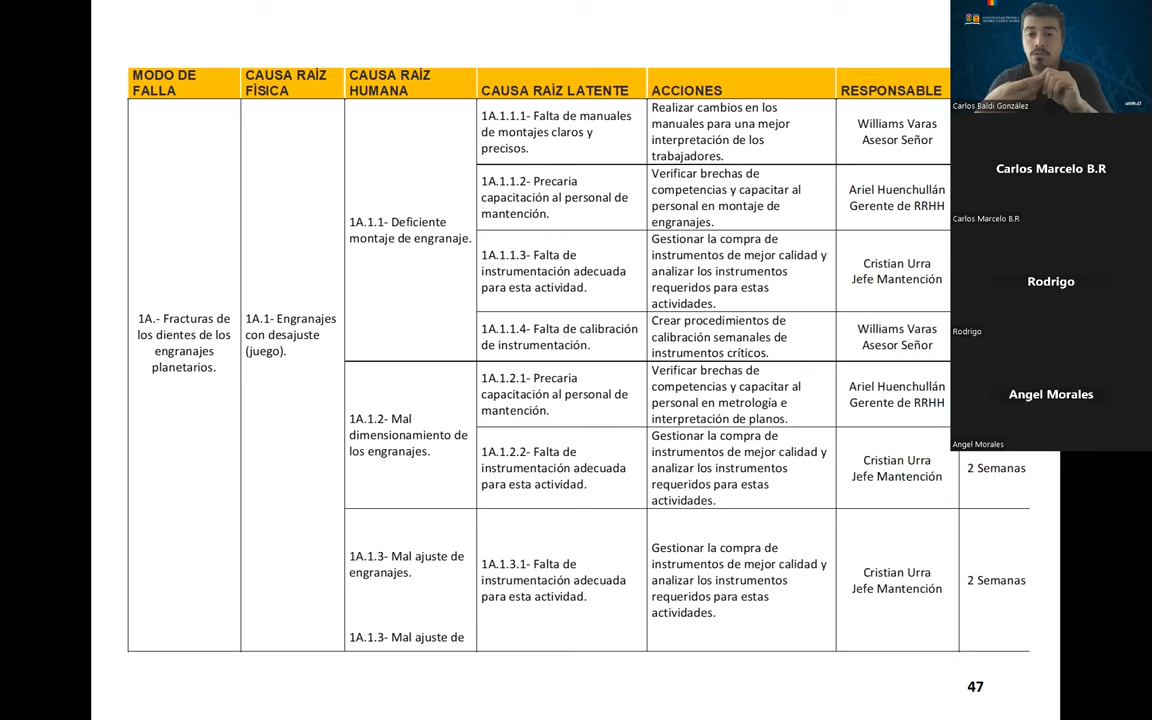 MODO DE
FALLA
CAUSA RAÍZ
FÍSICA
CAUSA RAÍZ
HUMANA
CAUSA RAÍZ LATENTE
ACCIONES
RESPONSABLE
1A.- Fracturas de
los dientes de los
engranajes
planetarios.
1A.1- Engranajes
con desajuste
(juego).
1A.1.1- Deficiente
montaje de engranaje.
1A.1.1.1- Falta de manuales
de montajes claros y
precisos.
Realizar cambios en los
manuales para una mejor
interpretación de los
trabajadores.
Williams Varas
Asesor Señor
1A.1.1.2- Precaria
capacitación al personal de
mantención.
Verificar brechas de
competencias y capacitar al
personal en montaje de
engranajes.
Ariel Huenchullán
Gerente de RRHH
1A.1.1.3- Falta de
instrumentación adecuada
para esta actividad.
Gestionar la compra de
instrumentos de mejor calidad y
analizar los instrumentos
requeridos para estas
actividades.
Cristian Urra
Jefe Mantención
1A.1.1.4- Falta de calibración
de instrumentación.
Crear procedimientos de
calibración semanales de
instrumentos críticos.
Williams Varas
Asesor Señor
1A.1.2- Mal
dimensionamiento de
los engranajes.
1A.1.2.1- Precaria
capacitación al personal de
mantención.
Verificar brechas de
competencias y capacitar al
personal en metrología e
interpretación de planos.
Ariel Huenchullán
Gerente de RRHH
1A.1.2.2- Falta de
instrumentación adecuada
para esta actividad.
Gestionar la compra de
instrumentos de mejor calidad y
analizar los instrumentos
requeridos para estas
actividades.
Cristian Urra
Jefe Mantención
2 Semanas
1A.1.3- Mal ajuste de
engranajes.
1A.1.3.1- Falta de
instrumentación adecuada
para esta actividad.
Gestionar la compra de
instrumentos de mejor calidad y
analizar los instrumentos
requeridos para estas
actividades.
Cristian Urra
Jefe Mantención
2 Semanas
1A.1.3- Mal ajuste de
47
usm.cl
Carlos Baldi González
Carlos Marcelo B.R
Carlos Marcelo B.R
Rodrigo
Rodrigo
Angel Morales
Angel Morales